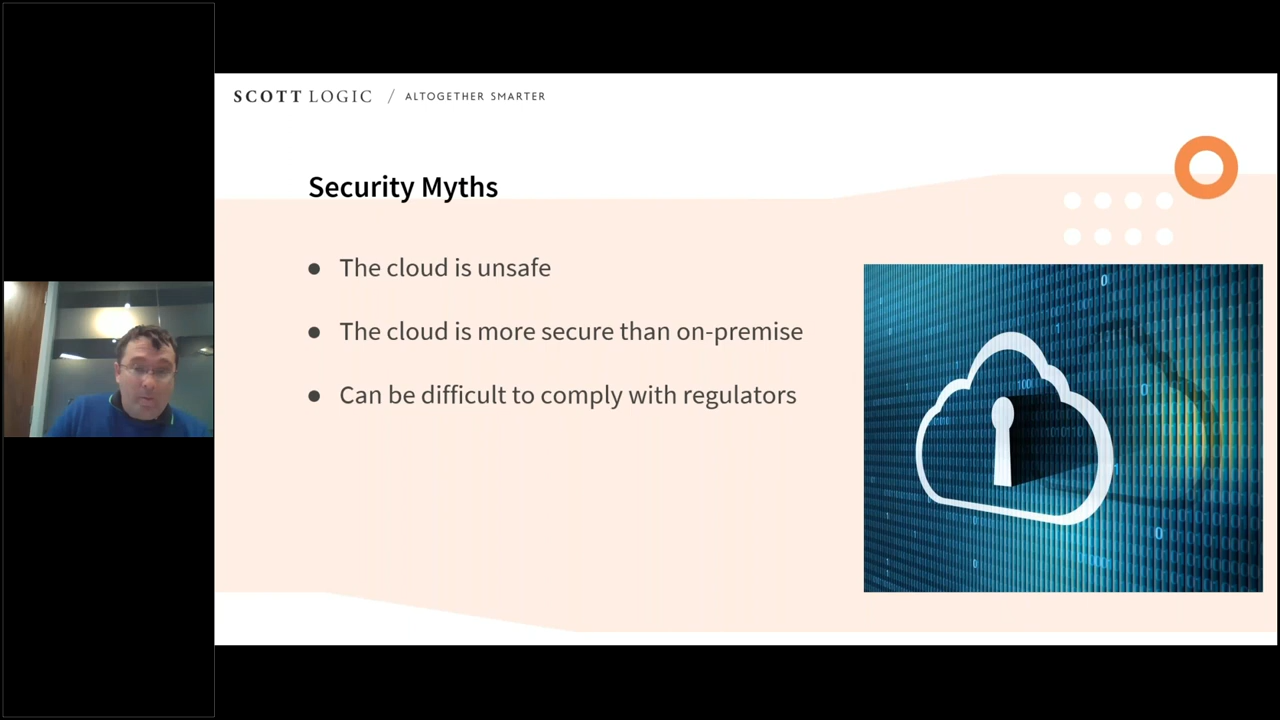 SCOTT LOGIC / ALTOGETHER SMARTER
Security Myths
● The cloud is unsafe
● The cloud is more secure than on-premise
● Can be difficult to comply with regulators